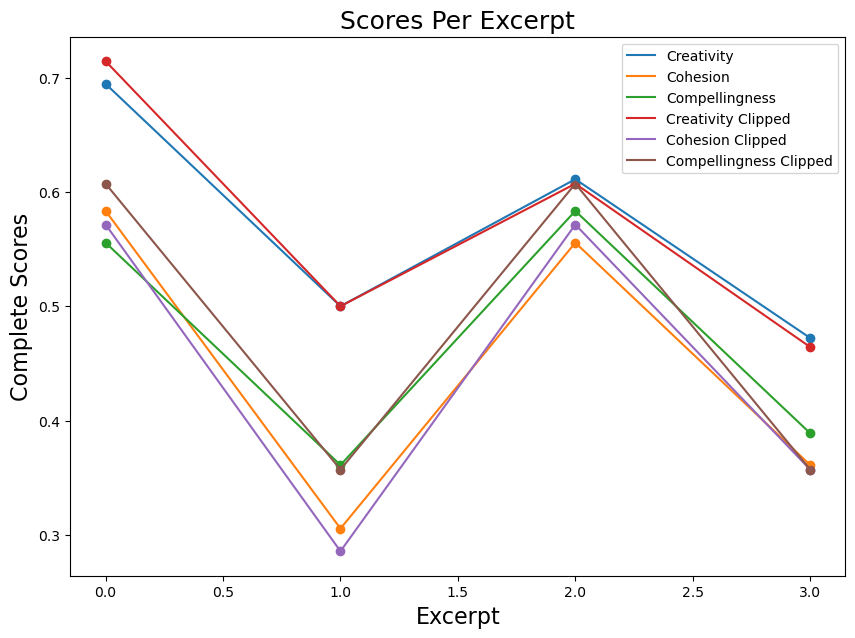 Scores Per Excerpt
Creativity
Cohesion
Compellingness
Creativity Clipped
Cohesion Clipped
Compellingness Clipped
Complete Scores
0.7
0.6
0.5
0.4
0.3
0.0 0.5 1.0 1.5 2.0 2.5 3.0
Excerpt